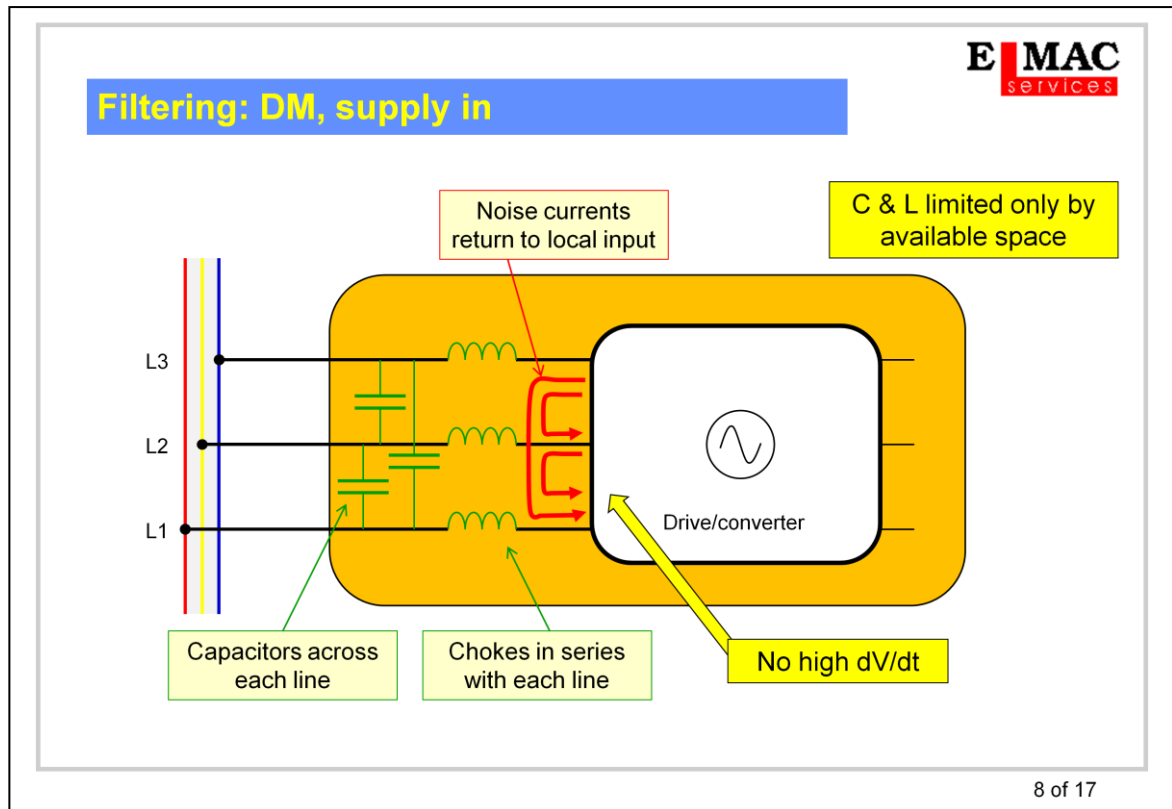 E MAC
services
Filtering: DM, supply in
Noise currents
return to local input
C & L limited only by
available space
L3
L2
L1
Drive/converter
Capacitors across
each line
Chokes in series
with each line
No high dV/dt
8 of 17